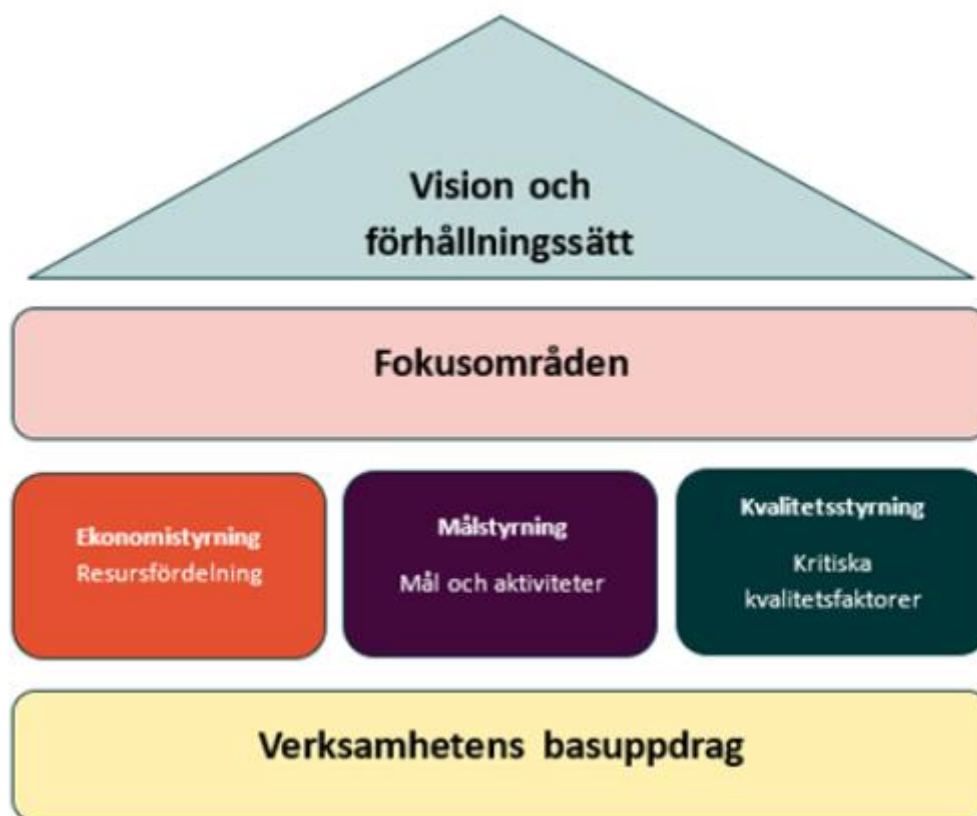 Vision och
förhållningssätt
Fokusområden
Ekonomistyrning
Resursfördelning
Målstyrning
Mål och aktiviteter
Kvalitetsstyrning
Kritiska
kvalitetsfaktorer
Verksamhetens basuppdrag